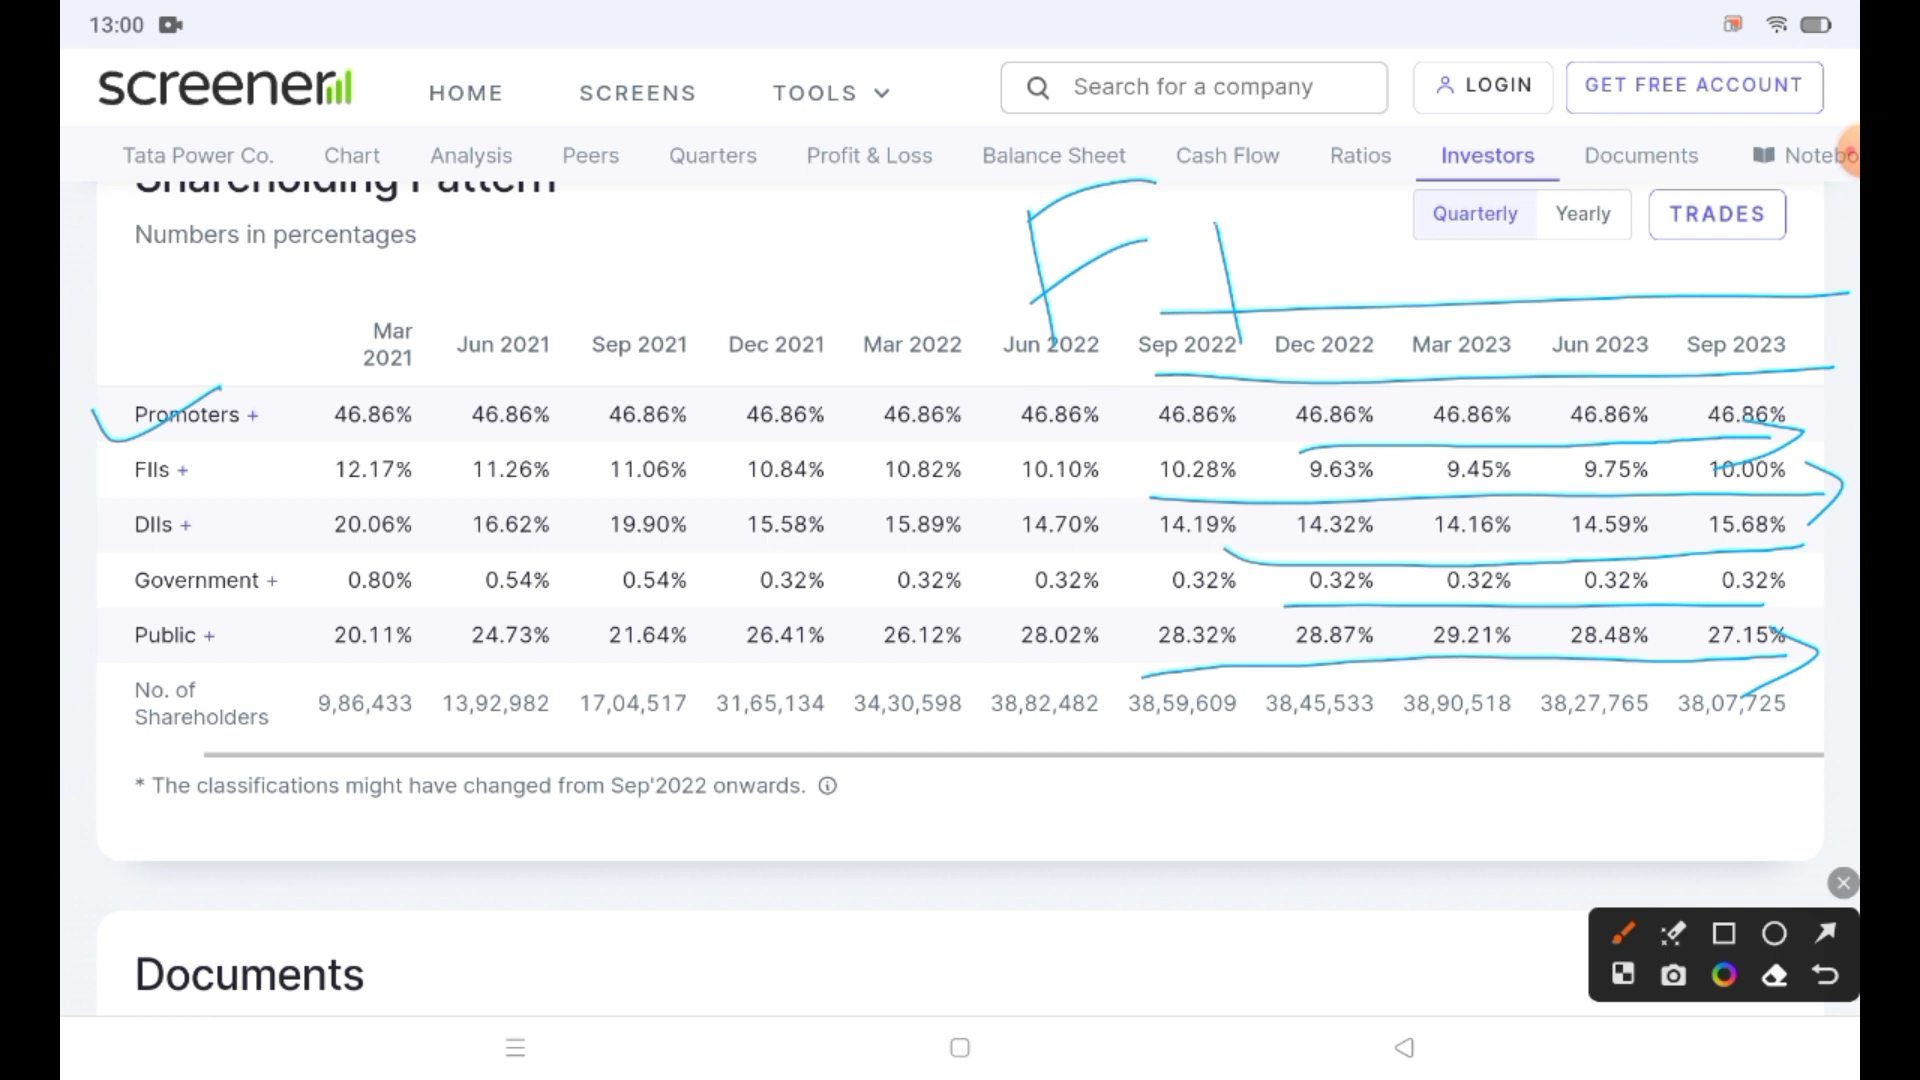 13:00
screener HOME SCREENS TOOLS Search for a company LOGIN GET FREE ACCOUNT
Tata Power Co. Chart Analysis Peers Quarters Profit & Loss Balance Sheet Cash Flow Ratios Investors Documents Notebo
Shareholding Pattern
Numbers in percentages
Quarterly Yearly TRADES
FI
Mar 2021 Jun 2021 Sep 2021 Dec 2021 Mar 2022 Jun 2022 Sep 2022 Dec 2022 Mar 2023 Jun 2023 Sep 2023
Promoters + 46.86% 46.86% 46.86% 46.86% 46.86% 46.86% 46.86% 46.86% 46.86% 46.86% 46.86%
FIIs + 12.17% 11.26% 11.06% 10.84% 10.82% 10.10% 10.28% 9.63% 9.45% 9.75% 10.00%
DIIs + 20.06% 16.62% 19.90% 15.58% 15.89% 14.70% 14.19% 14.32% 14.16% 14.59% 15.68%
Government + 0.80% 0.54% 0.54% 0.32% 0.32% 0.32% 0.32% 0.32% 0.32% 0.32% 0.32%
Public + 20.11% 24.73% 21.64% 26.41% 26.12% 28.02% 28.32% 28.87% 29.21% 28.48% 27.15%
No. of Shareholders 9,86,433 13,92,982 17,04,517 31,65,134 34,30,598 38,82,482 38,59,609 38,45,533 38,90,518 38,27,765 38,07,725
* The classifications might have changed from Sep'2022 onwards.
Documents